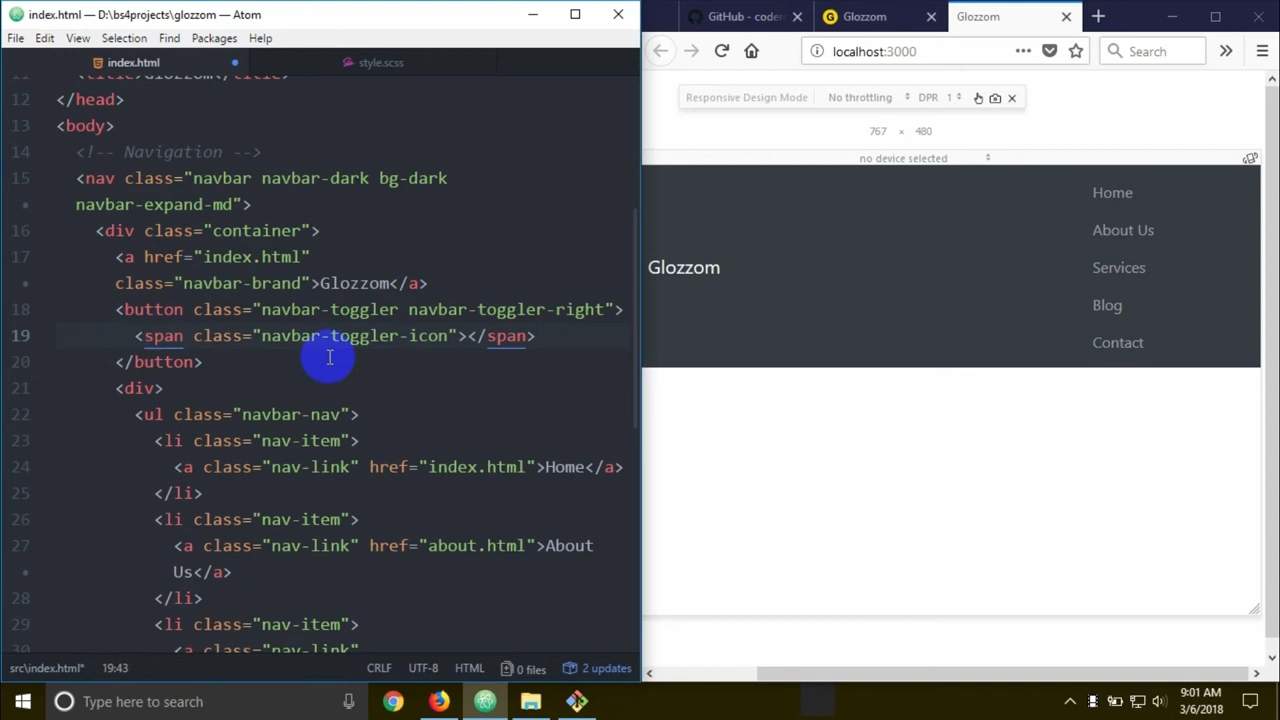 index.html — D:\bs4projects\glozzom — Atom
File Edit View Selection Find Packages Help
index.html
style.scss
12 </head>
13 <body>
14 <!-- Navigation -->
15 <nav class="navbar navbar-dark bg-dark
navbar-expand-md">
16 <div class="container">
17 <a href="index.html"
class="navbar-brand">Glozzom</a>
18 <button class="navbar-toggler navbar-toggler-right">
19 <span class="navbar-toggler-icon"></span>
20 </button>
21 <div>
22 <ul class="navbar-nav">
23 <li class="nav-item">
24 <a class="nav-link" href="index.html">Home</a>
25 </li>
26 <li class="nav-item">
27 <a class="nav-link" href="about.html">About
Us</a>
28 </li>
29 <li class="nav-item">
30 <a class="nav-link"
src\index.html* 19:43 CRLF UTF-8 HTML 0 files 2 updates
GitHub - coder
Glozzom
Glozzom
localhost:3000
Search
Responsive Design Mode No throttling DPR 1
767 × 480
no device selected
Glozzom
Home
About Us
Services
Blog
Contact
Type here to search
9:01 AM
3/6/2018